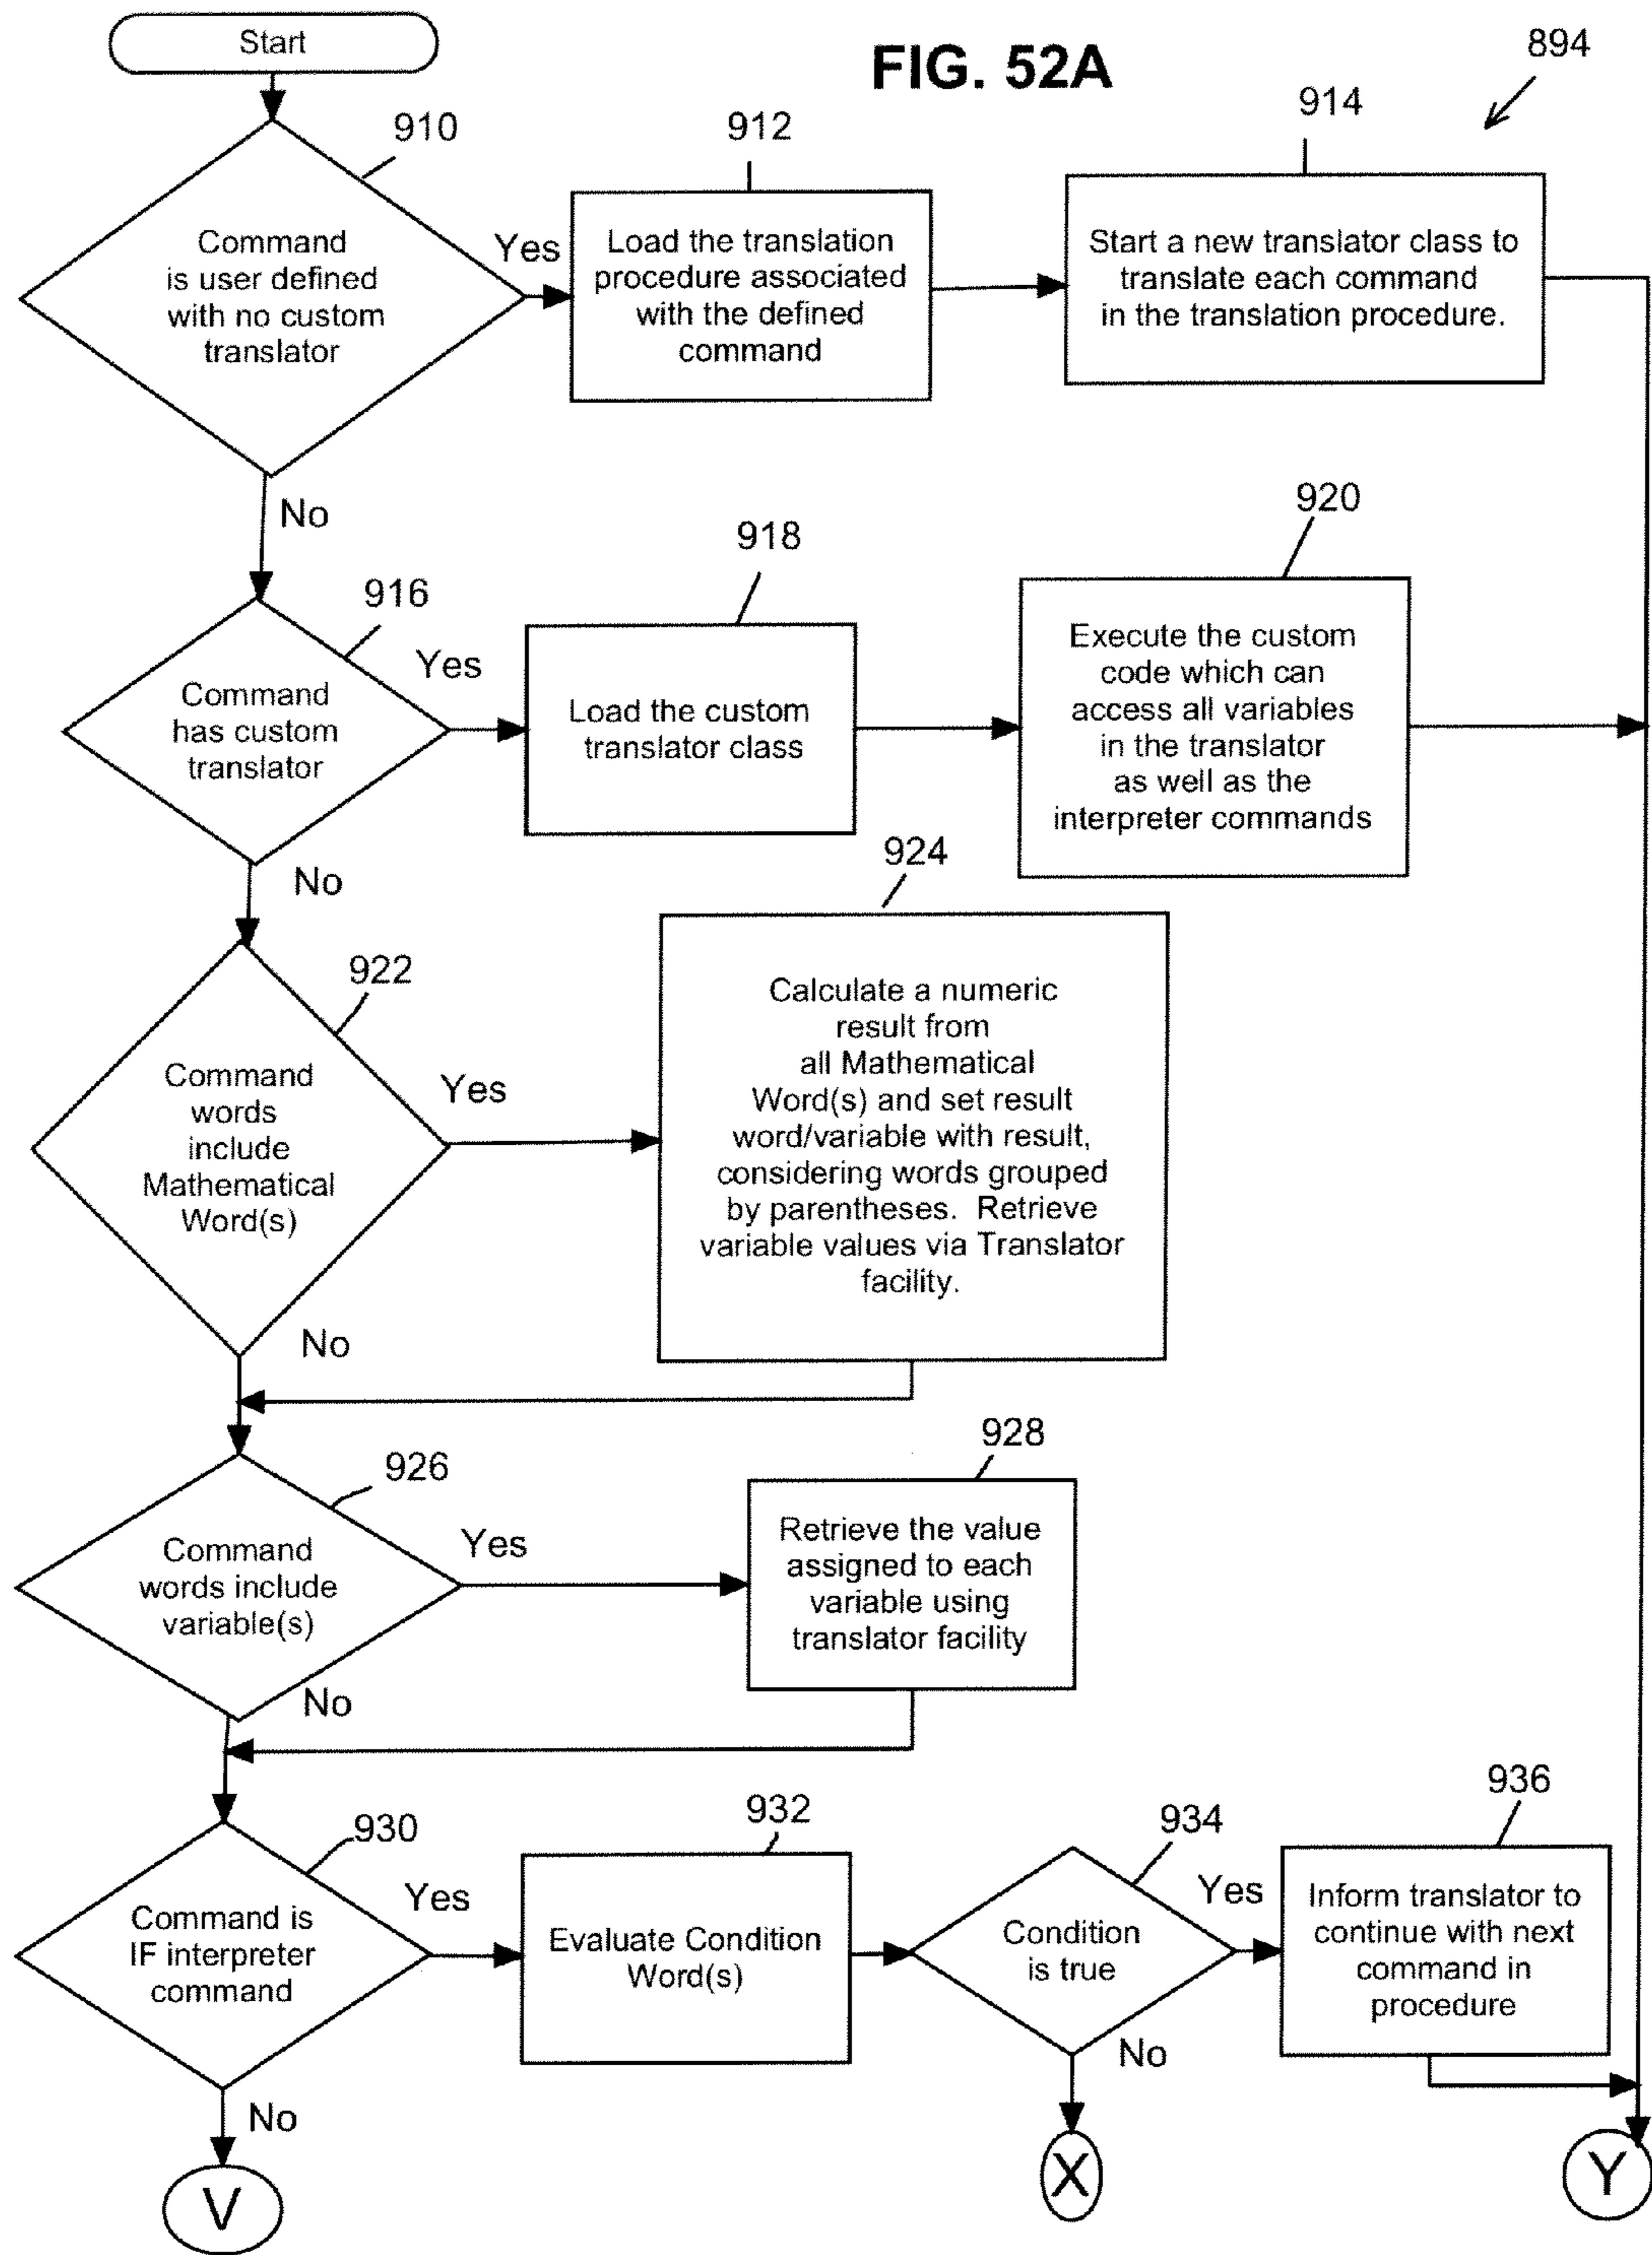 Start
FIG. 52A
894
910
912
914
Command
is user defined
with no custom
translator
Yes
Load the translation
procedure associated
with the defined
command
Start a new translator class to
translate each command
in the translation procedure.
No
916
918
920
Command
has custom
translator
Yes
Load the custom
translator class
Execute the custom
code which can
access all variables
in the translator
as well as the
interpreter commands
No
922
924
Command
words
include
Mathematical
Word(s)
Yes
Calculate a numeric
result from
all Mathematical
Word(s) and set result
word/variable with result,
considering words grouped
by parentheses. Retrieve
variable values via Translator
facility.
No
926
928
Command
words include
variable(s)
Yes
Retrieve the value
assigned to each
variable using
translator facility
No
930
932
934
936
Command is
IF interpreter
command
Yes
Evaluate Condition
Word(s)
Condition
is true
Yes
Inform translator to
continue with next
command in
procedure
No
No
V
X
Y